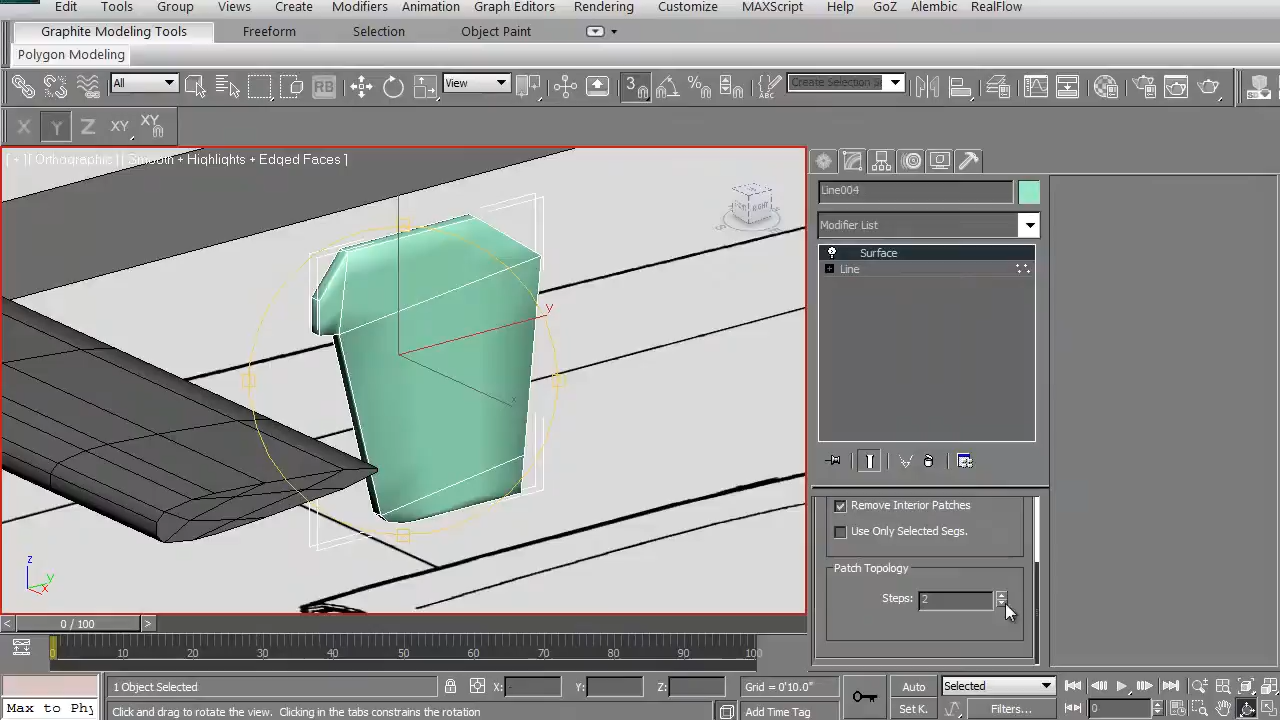 Edit Tools Group Views Create Modifiers Animation Graph Editors Rendering Customize MAXScript Help GoZ Alembic RealFlow
Graphite Modeling Tools Freeform Selection Object Paint
Polygon Modeling
All RB View 3 Create Selection S
X Y Z XY XY
[ + ] [ Orthographic ] [ Smooth + Highlights + Edged Faces ]
RIGHT
Line004
Modifier List
Surface
Line
y
x
Remove Interior Patches
Use Only Selected Segs.
Patch Topology
Steps: 2
z
y
x
< 0 / 100 >
0 10 20 30 40 50 60 70 80 90 100
1 Object Selected X: Y: Z: Grid = 0'10.0" Auto Selected
Max to Phy Click and drag to rotate the view. Clicking in the tabs constrains the rotation Add Time Tag Set K. Filters... 0